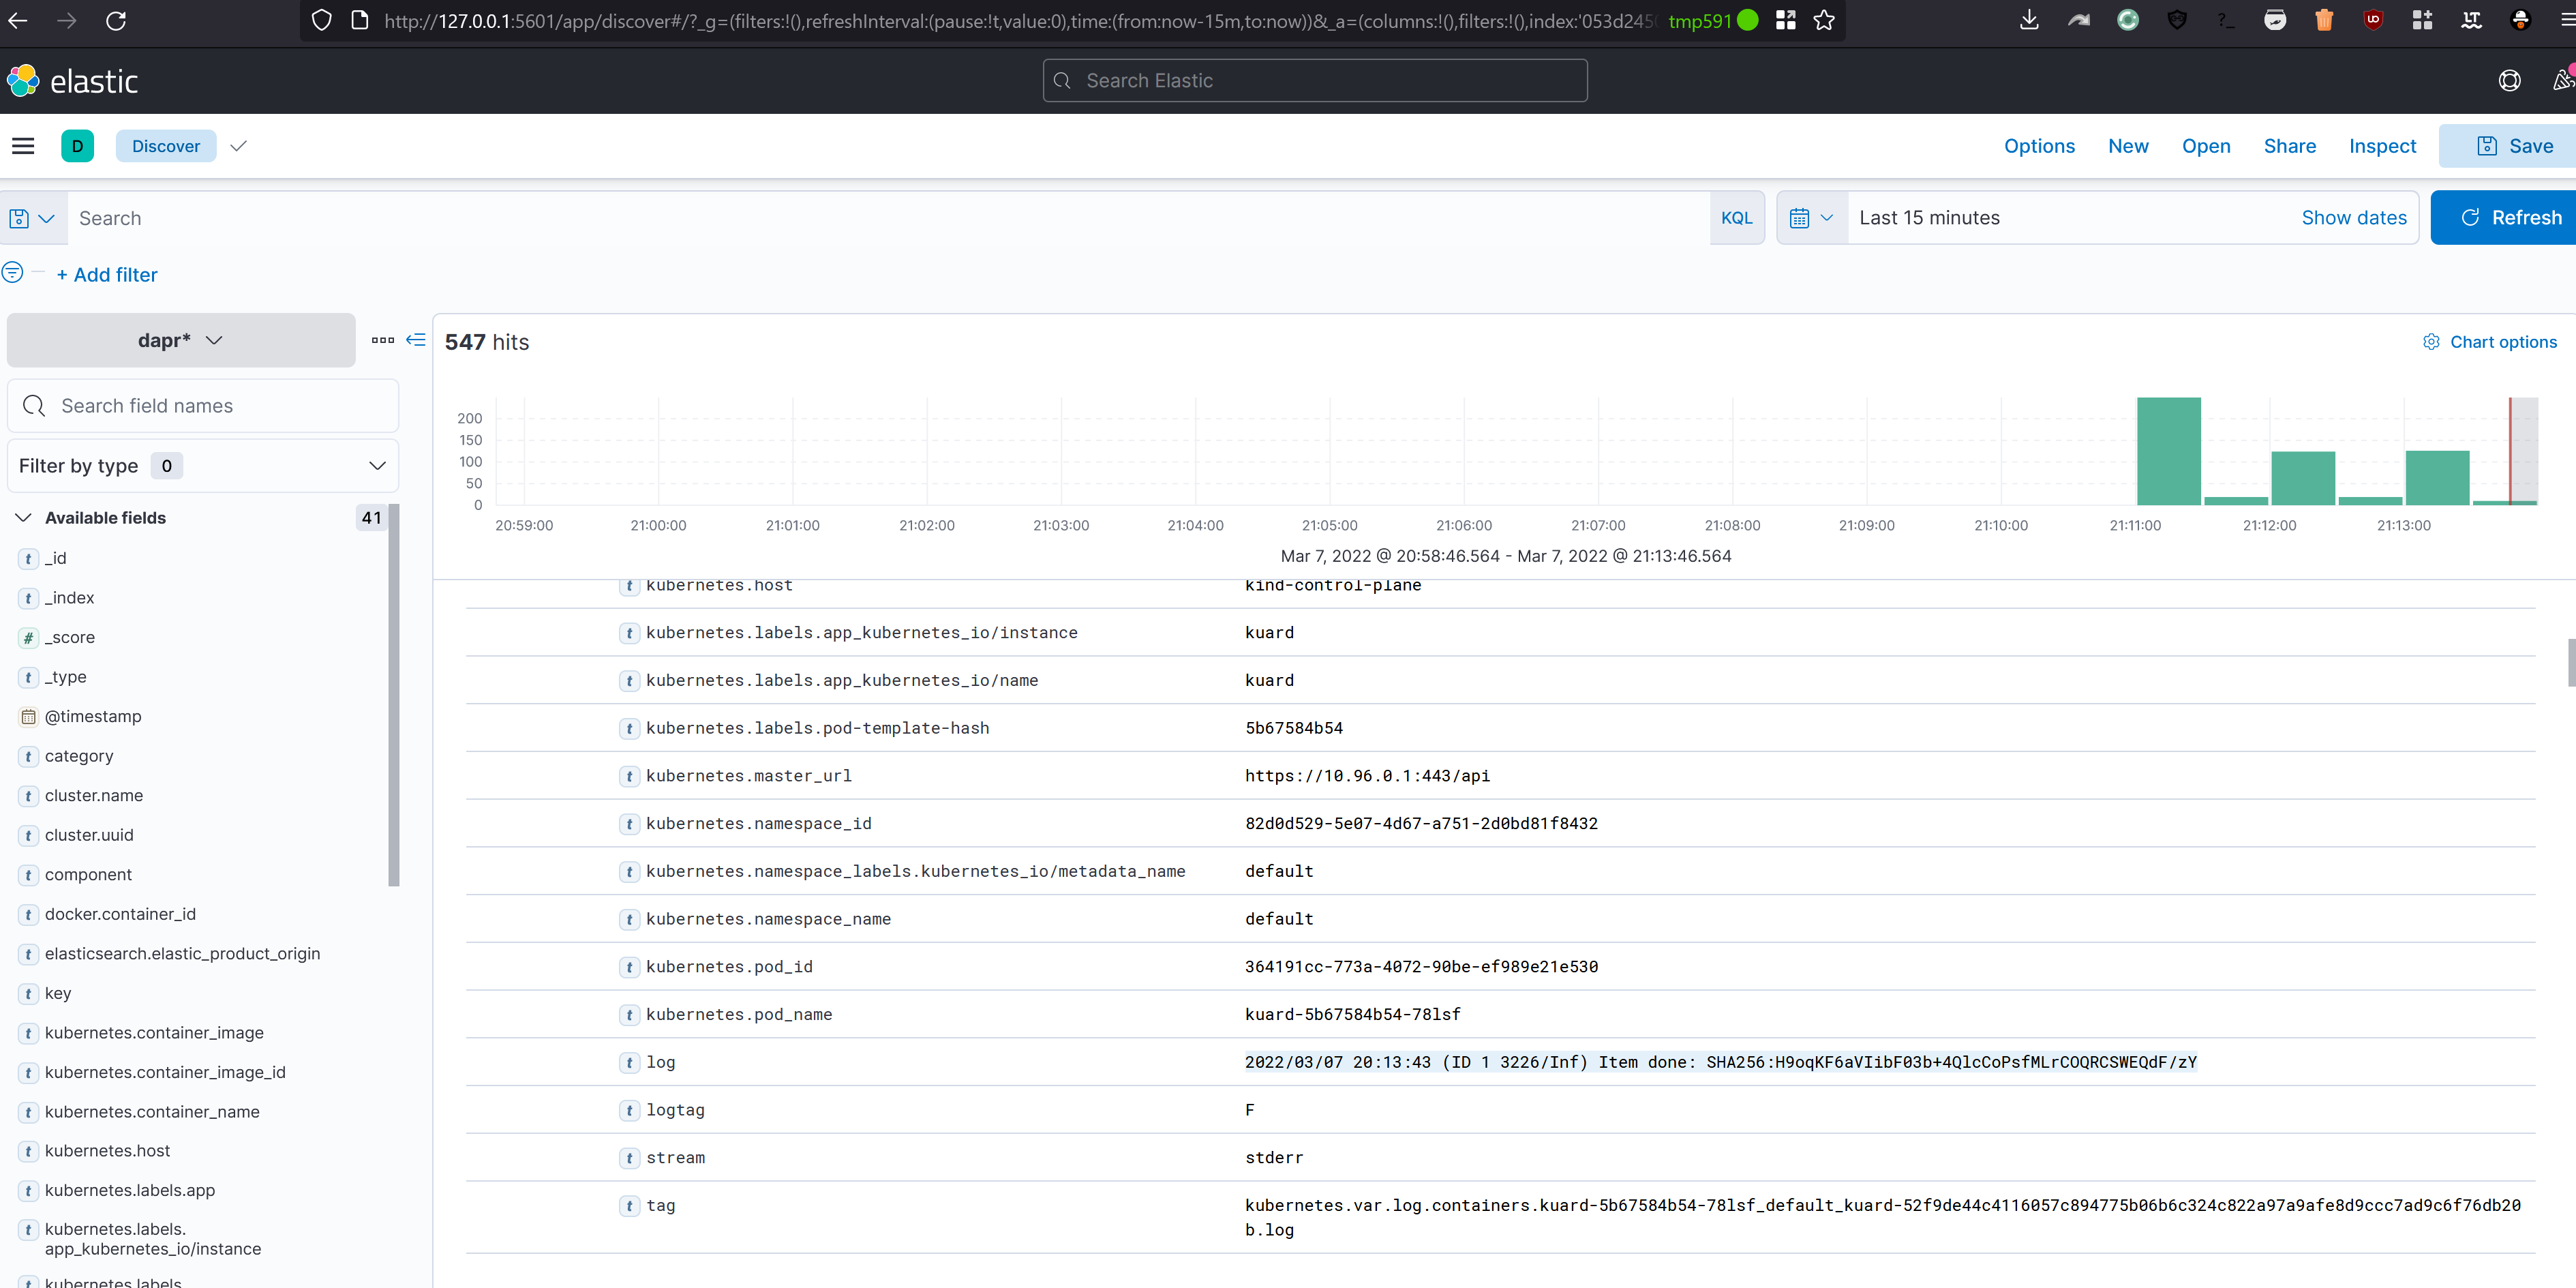 http://127.0.0.1:5601/app/discover#/?_g=(filters:!(),refreshInterval:(pause:!t,value:0),time:(from:now-15m,to:now))&_a=(columns:!(),filters:!(),index:'053d245 tmp591
elastic
Search Elastic
D Discover Options New Open Share Inspect Save
Search KQL Last 15 minutes Show dates Refresh
+ Add filter
dapr*
Search field names
Filter by type 0
Available fields 41
t _id
t _index
# _score
t _type
@timestamp
t category
t cluster.name
t cluster.uuid
t component
t docker.container_id
t elasticsearch.elastic_product_origin
t key
t kubernetes.container_image
t kubernetes.container_image_id
t kubernetes.container_name
t kubernetes.host
t kubernetes.labels.app
t kubernetes.labels.
app_kubernetes_io/instance
t kubernetes.labels.
547 hits
Chart options
200
150
100
50
0
20:59:00 21:00:00 21:01:00 21:02:00 21:03:00 21:04:00 21:05:00 21:06:00 21:07:00 21:08:00 21:09:00 21:10:00 21:11:00 21:12:00 21:13:00
Mar 7, 2022 @ 20:58:46.564 - Mar 7, 2022 @ 21:13:46.564
t kubernetes.host kind-control-plane
t kubernetes.labels.app_kubernetes_io/instance kuard
t kubernetes.labels.app_kubernetes_io/name kuard
t kubernetes.labels.pod-template-hash 5b67584b54
t kubernetes.master_url https://10.96.0.1:443/api
t kubernetes.namespace_id 82d0d529-5e07-4d67-a751-2d0bd81f8432
t kubernetes.namespace_labels.kubernetes_io/metadata_name default
t kubernetes.namespace_name default
t kubernetes.pod_id 364191cc-773a-4072-90be-ef989e21e530
t kubernetes.pod_name kuard-5b67584b54-78lsf
t log 2022/03/07 20:13:43 (ID 1 3226/Inf) Item done: SHA256:H9oqKF6aVIibF03b+4QlcCoPsfMLrCOQRCSWEQdF/zY
t logtag F
t stream stderr
t tag kubernetes.var.log.containers.kuard-5b67584b54-78lsf_default_kuard-52f9de44c4116057c894775b06b6c324c822a97a9afe8d9ccc7ad9c6f76db20
b.log